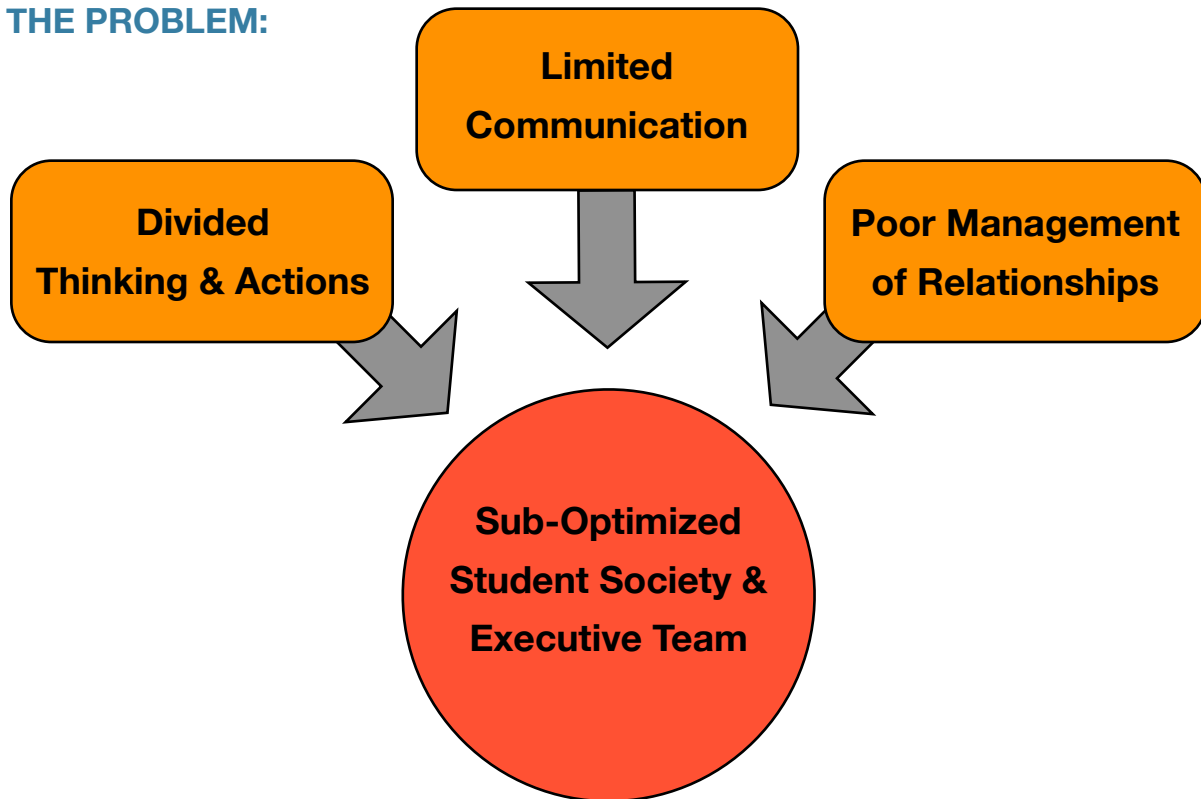 THE PROBLEM:
Limited
Communication
Divided
Thinking & Actions
Poor Management
of Relationships
Sub-Optimized
Student Society &
Executive Team